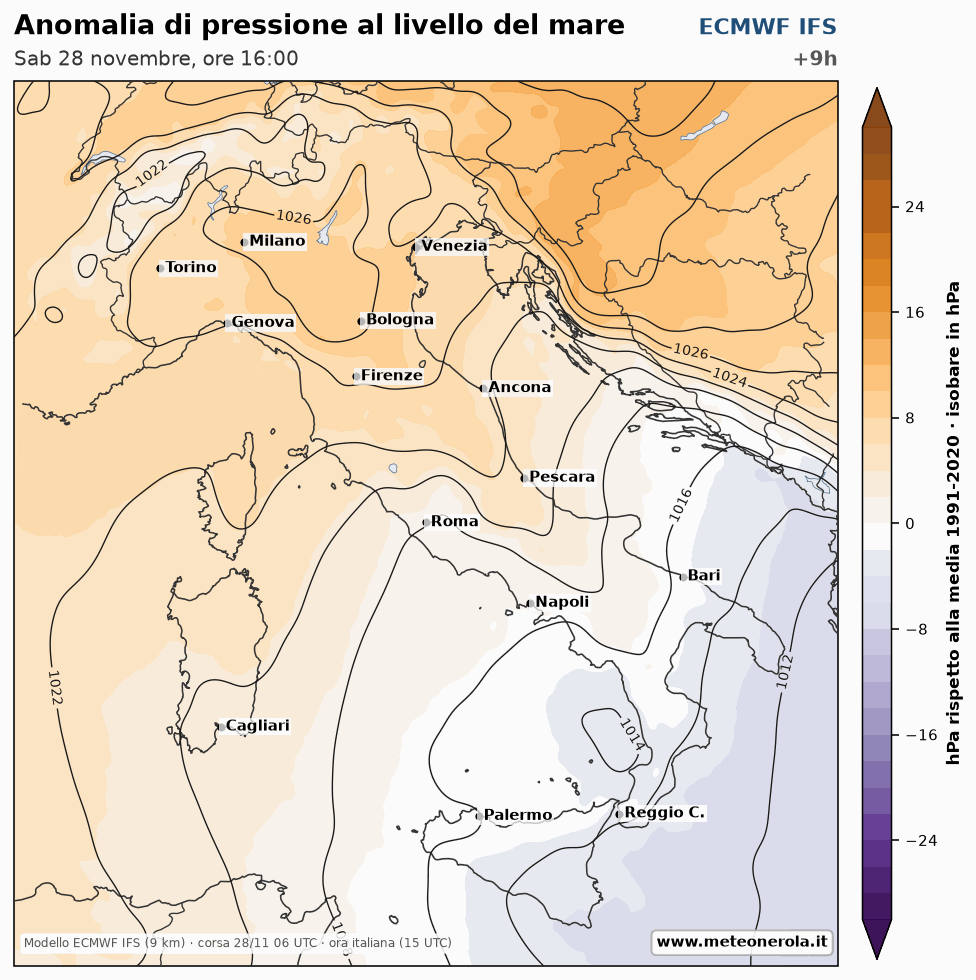 Anomalia di pressione al livello del mare
ECMWF IFS
Sab 28 novembre, ore 16:00
+9h
1022
1026
Milano
Venezia
Torino
Genova
Bologna
1026
1024
Firenze
Ancona
Pescara
1016
Roma
Bari
Napoli
1022
1012
Cagliari
1014
Palermo
Reggio C.
24
16
8
0
−8
−16
−24
hPa rispetto alla media 1991-2020 · isobare in hPa
Modello ECMWF IFS (9 km) · corsa 28/11 06 UTC · ora italiana (15 UTC)
www.meteonerola.it